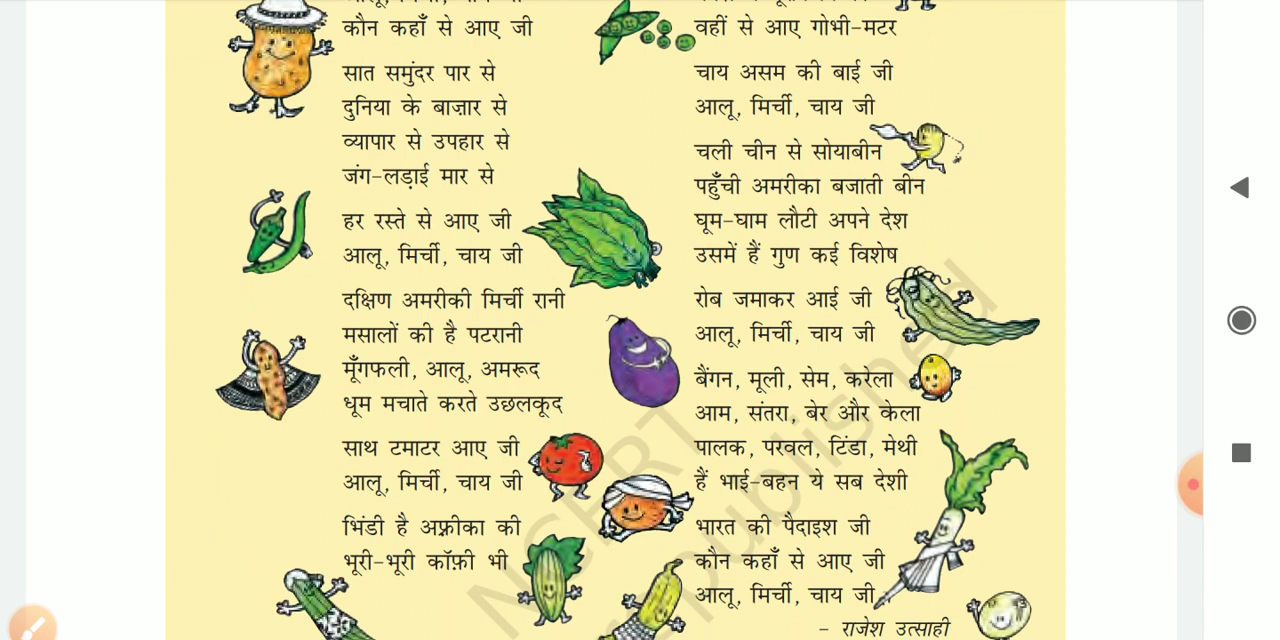 कौन कहाँ से आए जी
सात समुंदर पार से
दुनिया के बाज़ार से
व्यापार से उपहार से
जंग-लड़ाई मार से
हर रस्ते से आए जी
आलू, मिर्ची, चाय जी
दक्षिण अमरीकी मिर्ची रानी
मसालों की है पटरानी
मूँगफली, आलू, अमरूद
धूम मचाते करते उछलकूद
साथ टमाटर आए जी
आलू, मिर्ची, चाय जी
भिंडी है अफ़्रीका की
भूरी-भूरी कॉफ़ी भी
वहीं से आए गोभी-मटर
चाय असम की बाई जी
आलू, मिर्ची, चाय जी
चली चीन से सोयाबीन
पहुँची अमरीका बजाती बीन
घूम-घाम लौटी अपने देश
उसमें हैं गुण कई विशेष
रोब जमाकर आई जी
आलू, मिर्ची, चाय जी
बैंगन, मूली, सेम, करेला
आम, संतरा, बेर और केला
पालक, परवल, टिंडा, मेथी
हैं भाई-बहन ये सब देशी
भारत की पैदाइश जी
कौन कहाँ से आए जी
आलू, मिर्ची, चाय जी
- राजेश उत्साही
NCERT
republished